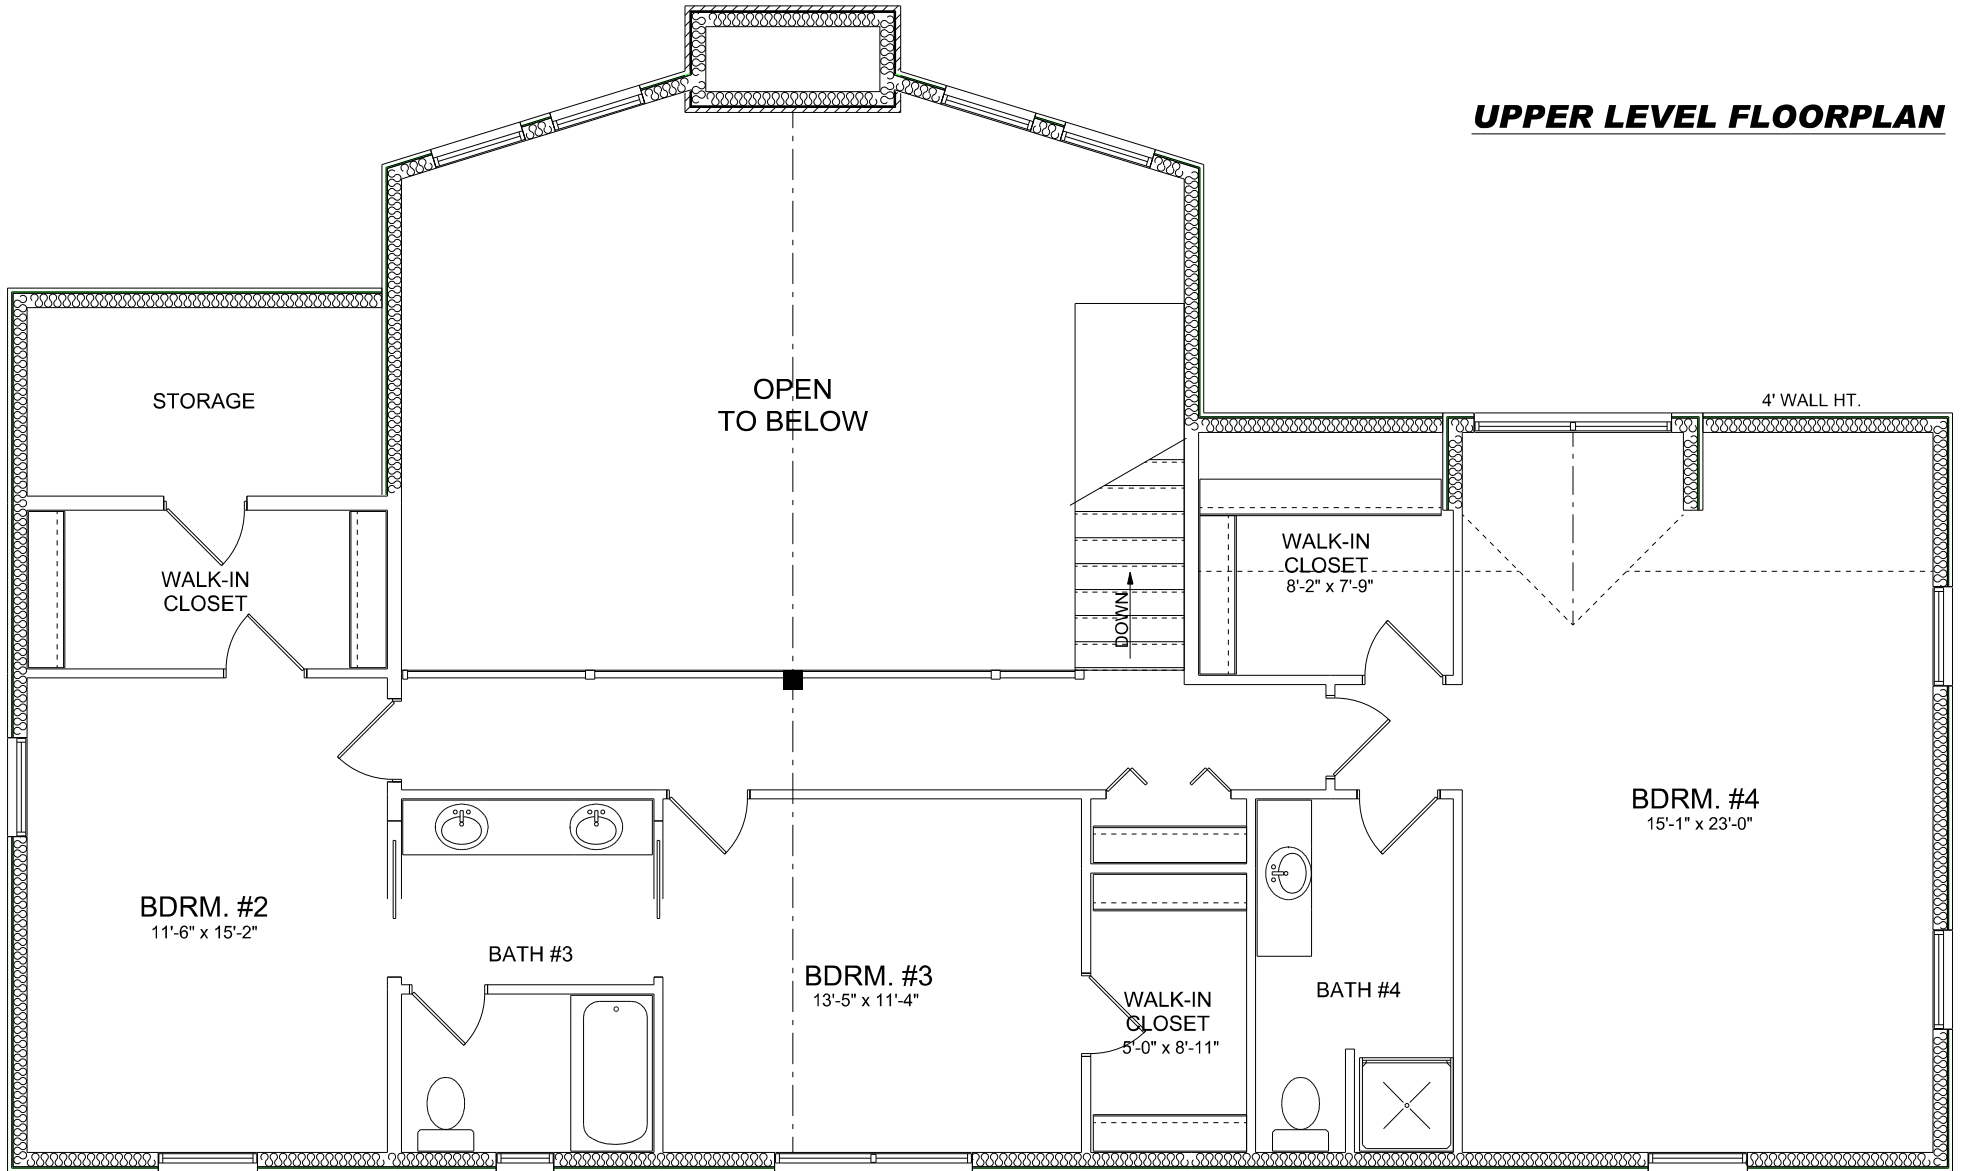 UPPER LEVEL FLOORPLAN
OPEN
TO BELOW
STORAGE
4' WALL HT.
WALK-IN
CLOSET
WALK-IN
CLOSET
8'-2" x 7'-9"
DOWN
BDRM. #4
15'-1" x 23'-0"
BDRM. #2
11'-6" x 15'-2"
BATH #3
BDRM. #3
13'-5" x 11'-4"
WALK-IN
CLOSET
5'-0" x 8'-11"
BATH #4